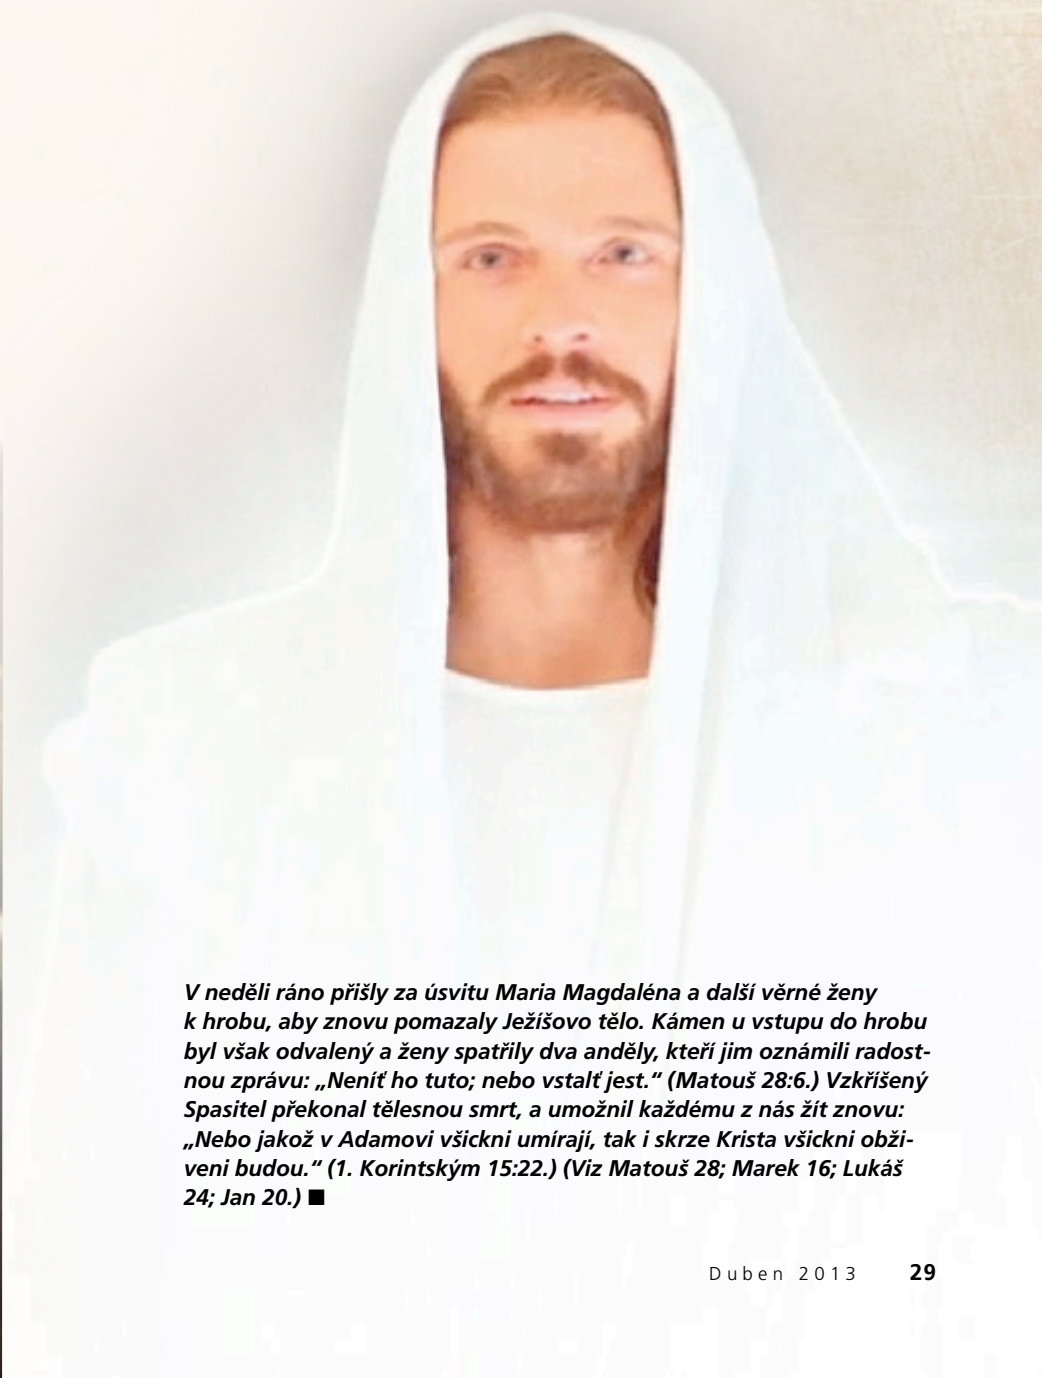 V neděli ráno přišly za úsvitu Maria Magdaléna a další věrné ženy
k hrobu, aby znovu pomazaly Ježíšovo tělo. Kámen u vstupu do hrobu
byl však odvalený a ženy spatřily dva anděly, kteří jim oznámili radost-
nou zprávu: „Neníť ho tuto; nebo vstalť jest.“ (Matouš 28:6.) Vzkříšený
Spasitel překonal tělesnou smrt, a umožnil každému z nás žít znovu:
„Nebo jakož v Adamovi všickni umírají, tak i skrze Krista všickni obži-
veni budou.“ (1. Korintským 15:22.) (Viz Matouš 28; Marek 16; Lukáš
24; Jan 20.) ■
Duben 2013 29